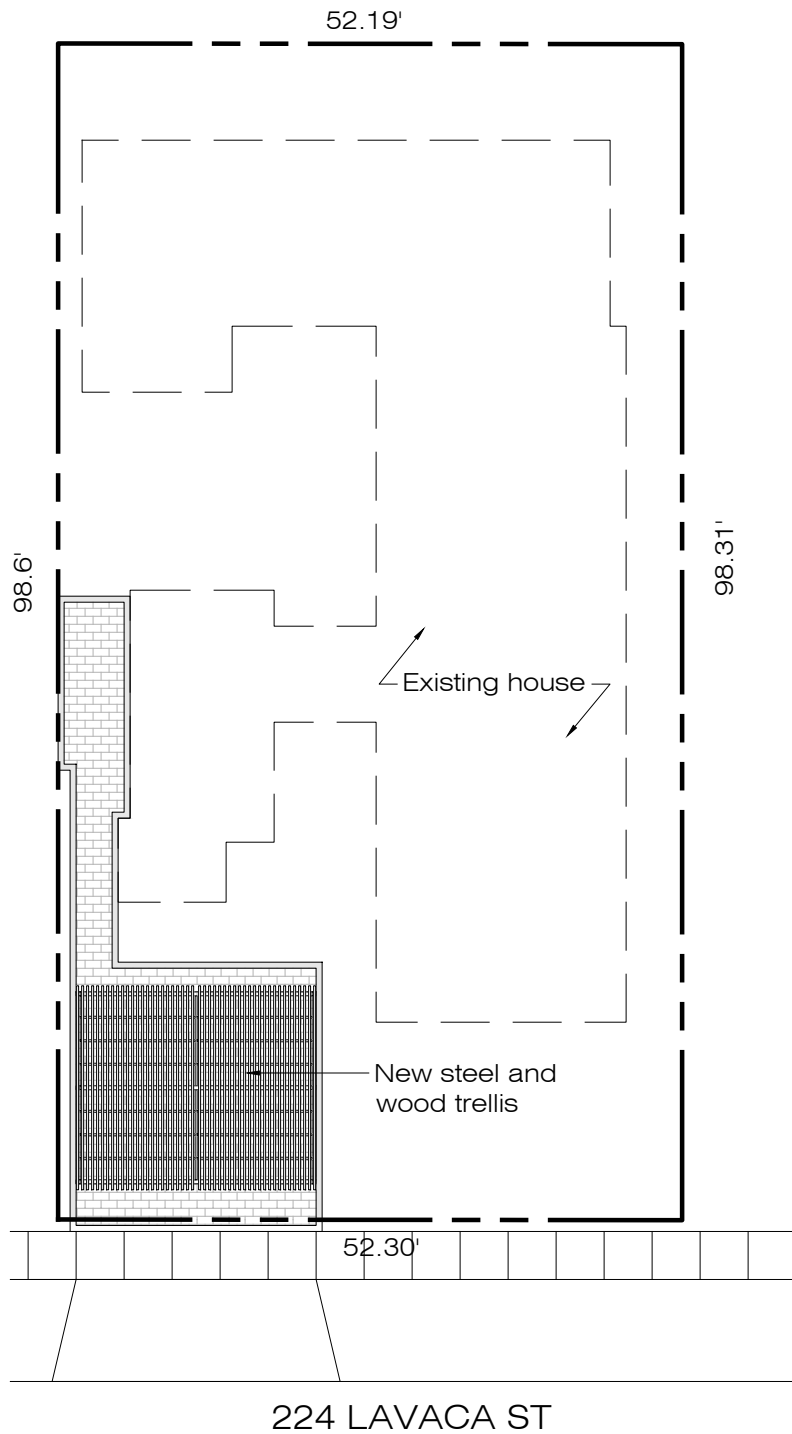 52.19'
98.6'
98.31'
Existing house
New steel and
wood trellis
52.30'
224 LAVACA ST